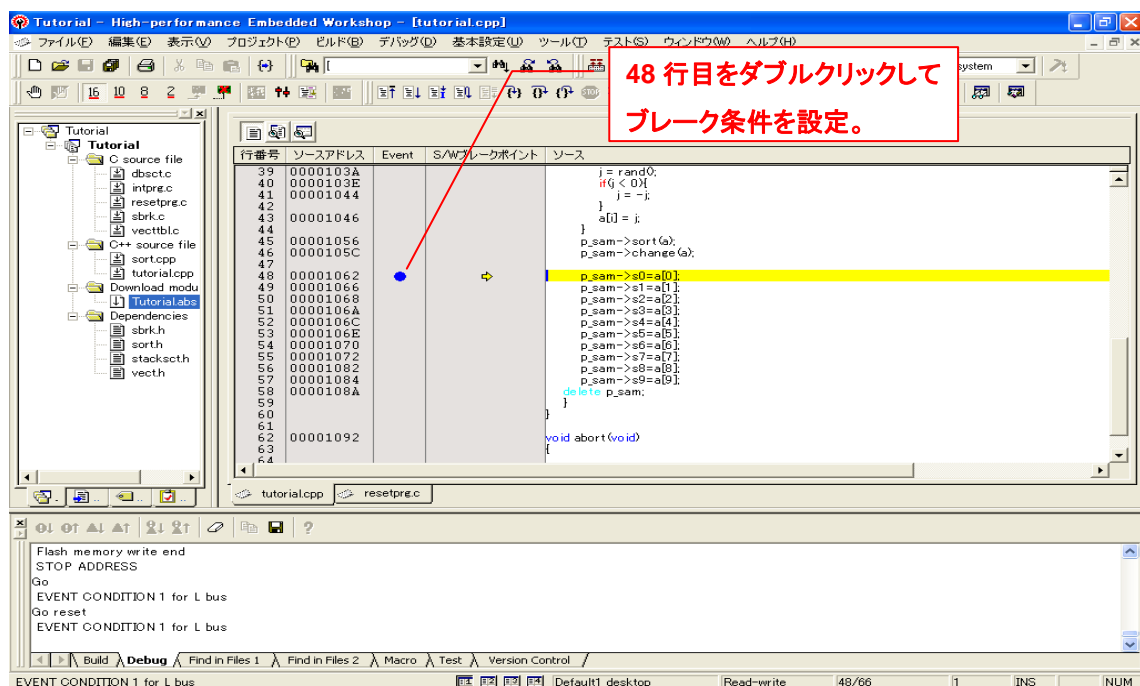 Tutorial - High-performance Embedded Workshop - [tutorial.cpp]
ファイル(F) 編集(E) 表示(V) プロジェクト(P) ビルド(B) デバッグ(D) 基本設定(U) ツール(T) テスト(S) ウィンドウ(W) ヘルプ(H)
[
ystem
16 10 8 2
48 行目をダブルクリックして
ブレーク条件を設定。
Tutorial
Tutorial
C source file
dbsct.c
intprg.c
resetprg.c
sbrk.c
vecttbl.c
C++ source file
sort.cpp
tutorial.cpp
Download modu
Tutorial.abs
Dependencies
sbrk.h
sort.h
stacksct.h
vect.h
行番号 ソースアドレス Event S/Wブレークポイント ソース
39 0000103A j = rand();
40 0000103E if(j < 0){
41 00001044 j = -j;
42 }
43 00001046 a[i] = j;
44 }
45 00001056 p_sam->sort(a);
46 0000105C p_sam->change(a);
47
48 00001062 p_sam->s0=a[0];
49 00001066 p_sam->s1=a[1];
50 00001068 p_sam->s2=a[2];
51 0000106A p_sam->s3=a[3];
52 0000106C p_sam->s4=a[4];
53 0000106E p_sam->s5=a[5];
54 00001070 p_sam->s6=a[6];
55 00001072 p_sam->s7=a[7];
56 00001082 p_sam->s8=a[8];
57 00001084 p_sam->s9=a[9];
58 0000108A delete p_sam;
59 }
60 }
61
62 00001092 void abort(void)
63 {
64
tutorial.cpp resetprg.c
Flash memory write end
STOP ADDRESS
Go
EVENT CONDITION 1 for L bus
Go reset
EVENT CONDITION 1 for L bus
Build Debug Find in Files 1 Find in Files 2 Macro Test Version Control
EVENT CONDITION 1 for L bus Default1 desktop Read-write 48/66 1 INS NUM